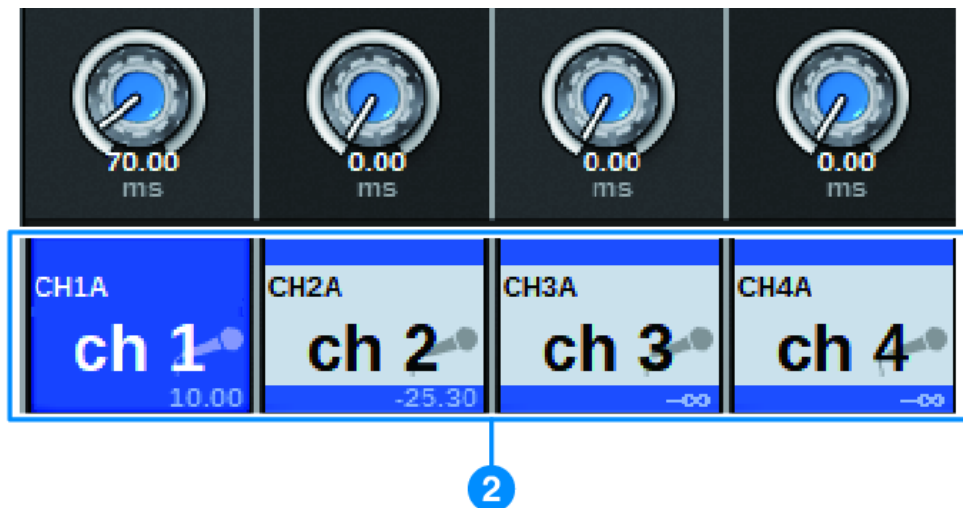 70.00 0.00 0.00 0.00
ms ms ms ms
CH1A CH2A CH3A CH4A
ch 1 ch 2 ch 3 ch 4
10.00 -25.30 -∞ -∞
2